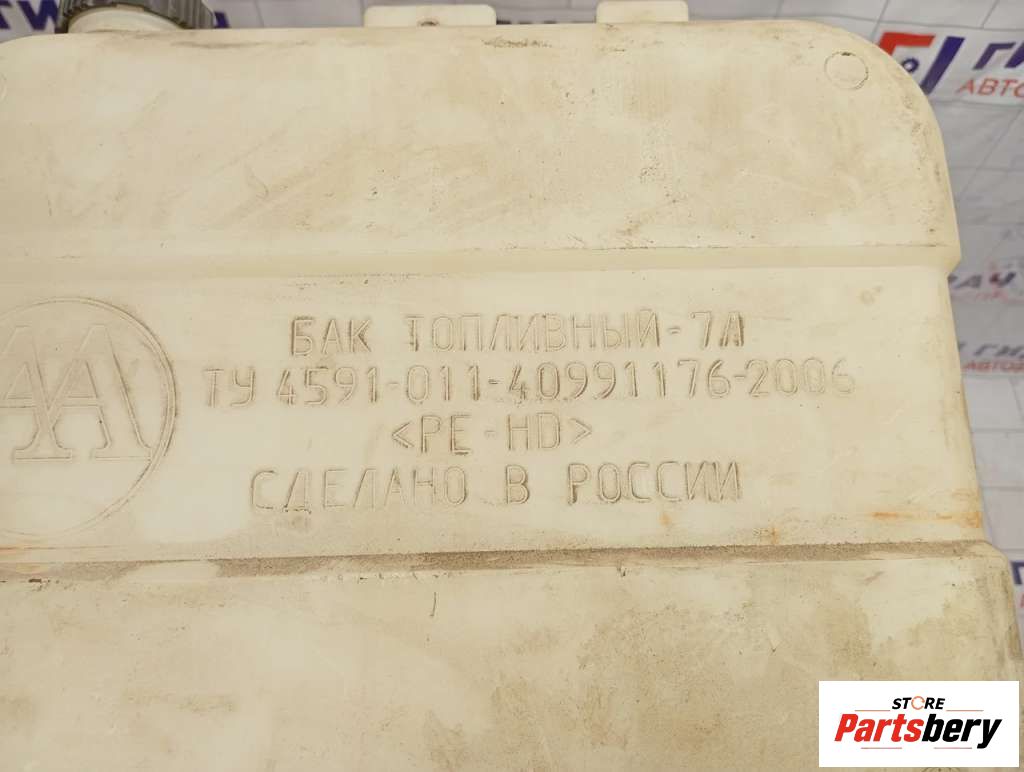 БАК ТОПЛИВНЫЙ-7Л
ТУ 4591-011-40991176-2006
<PE-HD>
СДЕЛАНО В РОССИИ
STORE
Partsbery